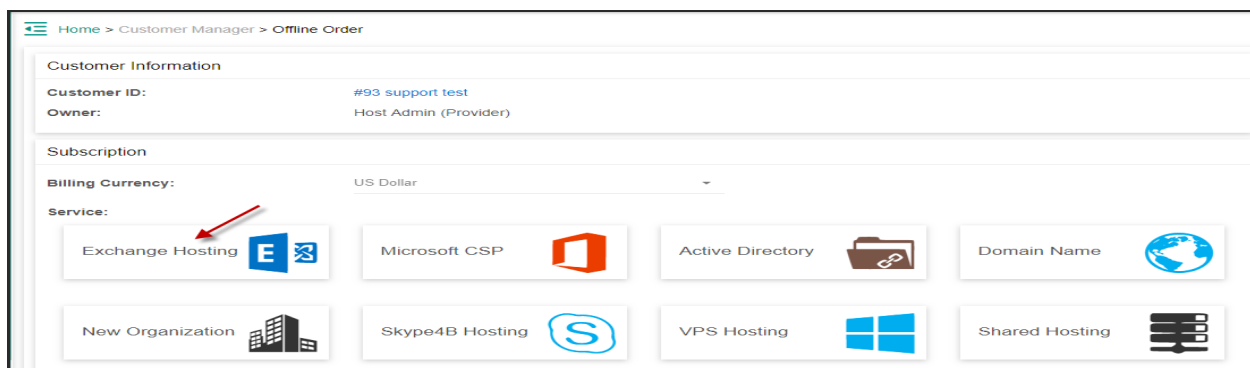 Home > Customer Manager > Offline Order
Customer Information
Customer ID: #93 support test
Owner: Host Admin (Provider)
Subscription
Billing Currency: US Dollar
Service:
Exchange Hosting E Microsoft CSP Active Directory Domain Name
New Organization Skype4B Hosting S VPS Hosting Shared Hosting